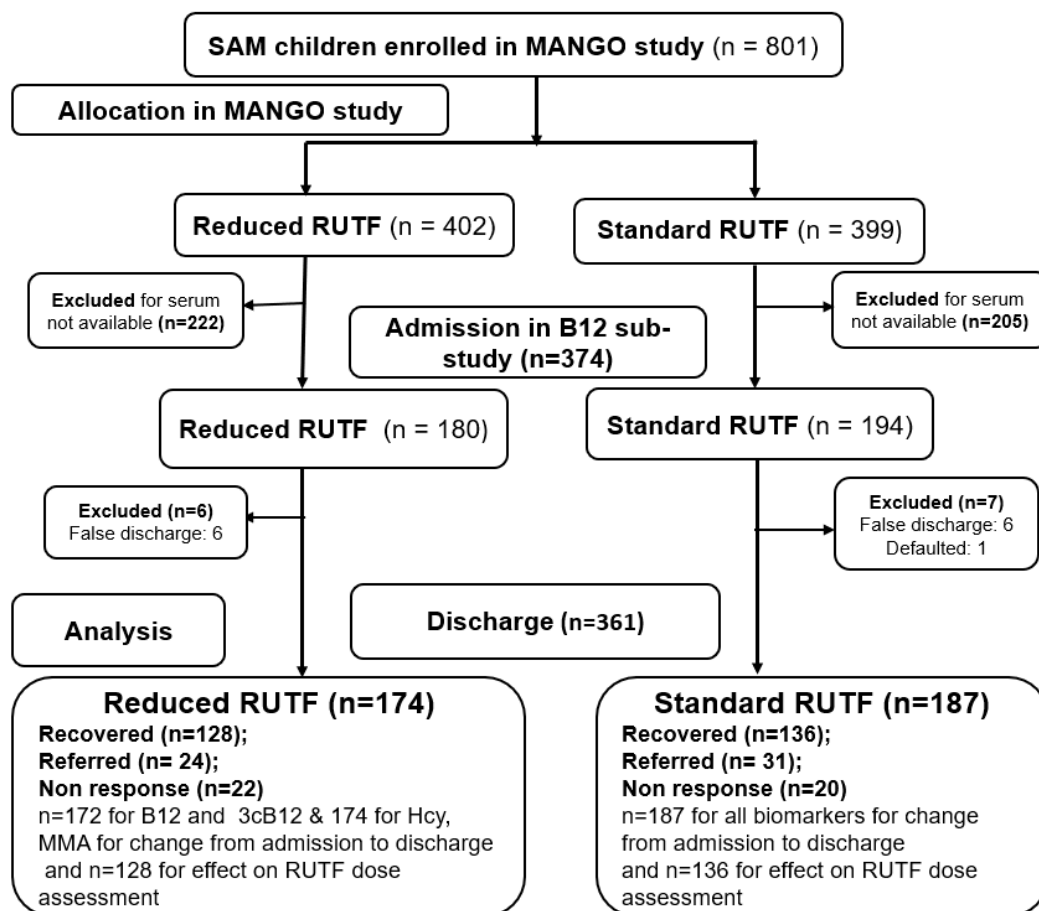 SAM children enrolled in MANGO study (n = 801)
Allocation in MANGO study
Reduced RUTF (n = 402)
Standard RUTF (n = 399)
Excluded for serum
not available (n=222)
Excluded for serum
not available (n=205)
Admission in B12 sub-
study (n=374)
Reduced RUTF (n = 180)
Standard RUTF (n = 194)
Excluded (n=6)
False discharge: 6
Excluded (n=7)
False discharge: 6
Defaulted: 1
Analysis
Discharge (n=361)
Reduced RUTF (n=174)
Recovered (n=128);
Referred (n= 24);
Non response (n=22)
n=172 for B12 and 3cB12 & 174 for Hcy,
MMA for change from admission to discharge
and n=128 for effect on RUTF dose
assessment
Standard RUTF (n=187)
Recovered (n=136);
Referred (n= 31);
Non response (n=20)
n=187 for all biomarkers for change
from admission to discharge
and n=136 for effect on RUTF dose
assessment